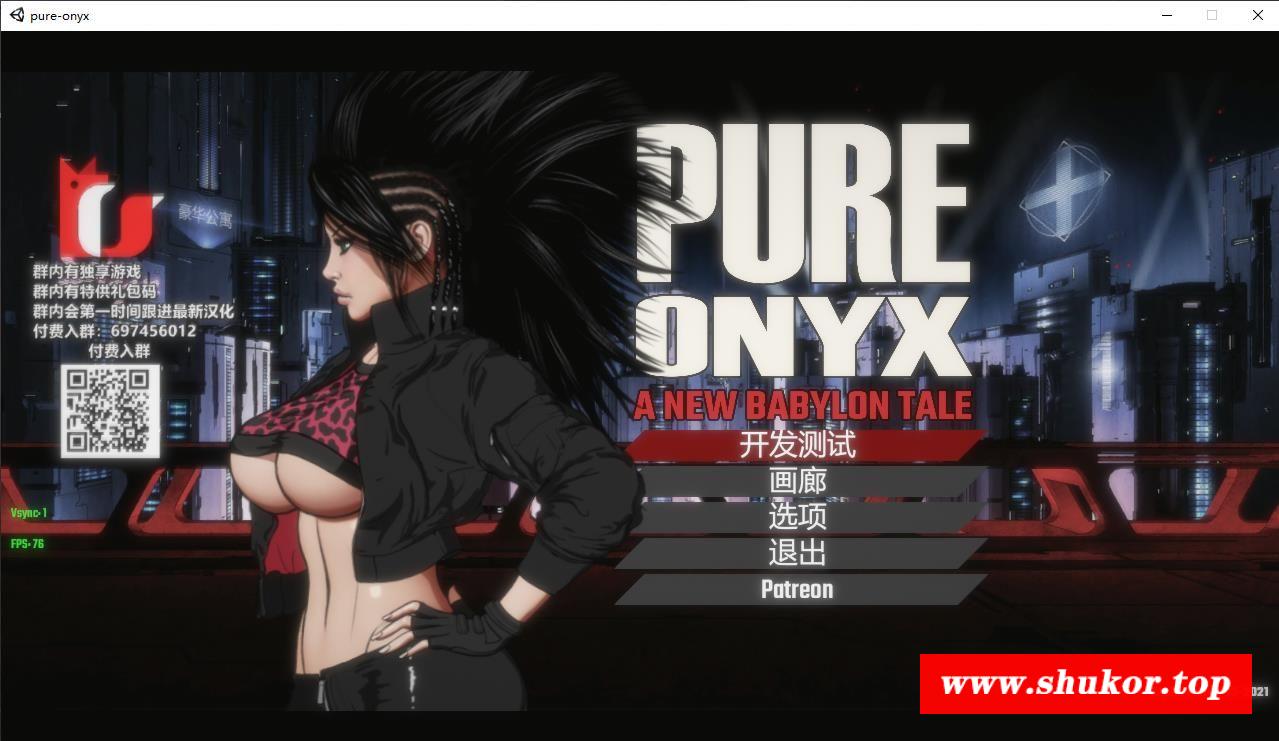 pure-onyx
PURE
ONYX
A NEW BABYLON TALE
豪华公寓
群内有独享游戏
群内有特供礼包码
群内会第一时间跟进最新汉化
付费入群：697456012
付费入群
开发测试
画廊
选项
退出
Patreon
Vsync: 1
FPS: 76
www.shukor.top